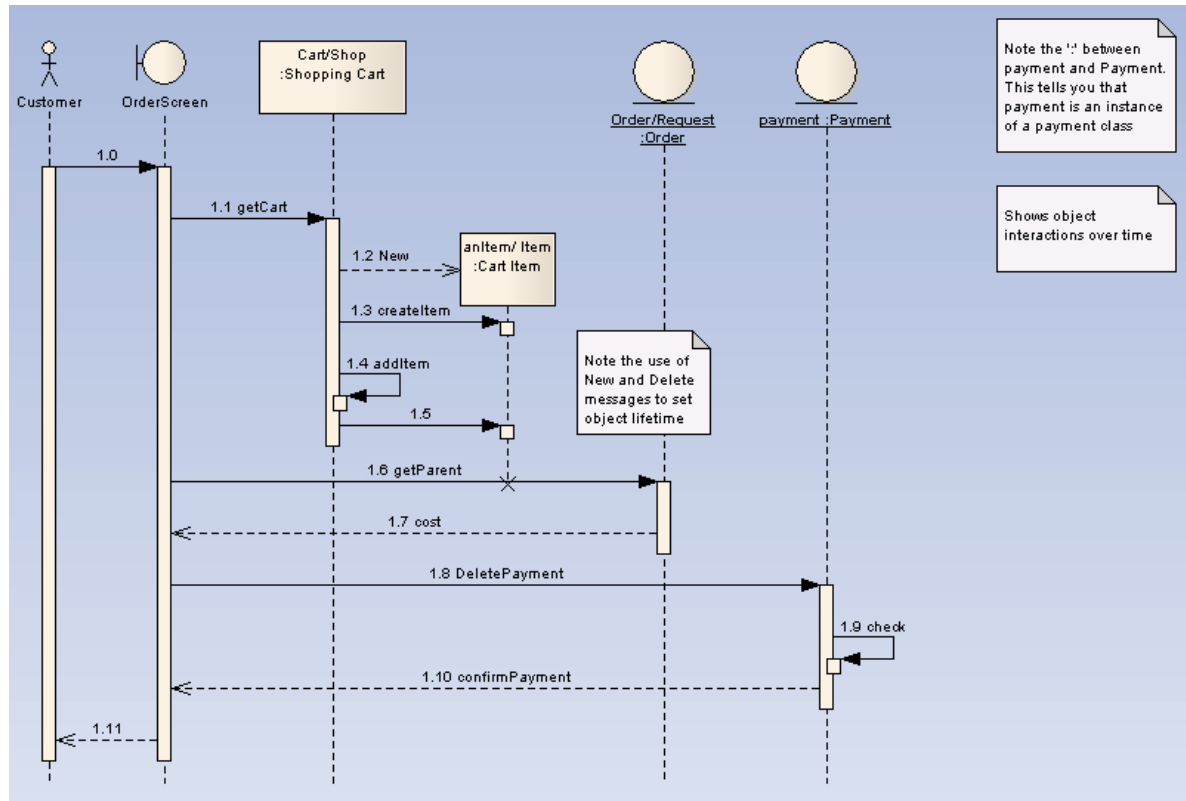 Customer
OrderScreen
Cart/Shop
:Shopping Cart
Order/Request
:Order
payment :Payment
Note the ':' between
payment and Payment.
This tells you that
payment is an instance
of a payment class
Shows object
interactions over time
1.0
1.1 getCart
1.2 New
anItem/ Item
:Cart Item
1.3 createItem
1.4 addItem
1.5
Note the use of
New and Delete
messages to set
object lifetime
1.6 getParent
1.7 cost
1.8 DeletePayment
1.9 check
1.10 confirmPayment
1.11